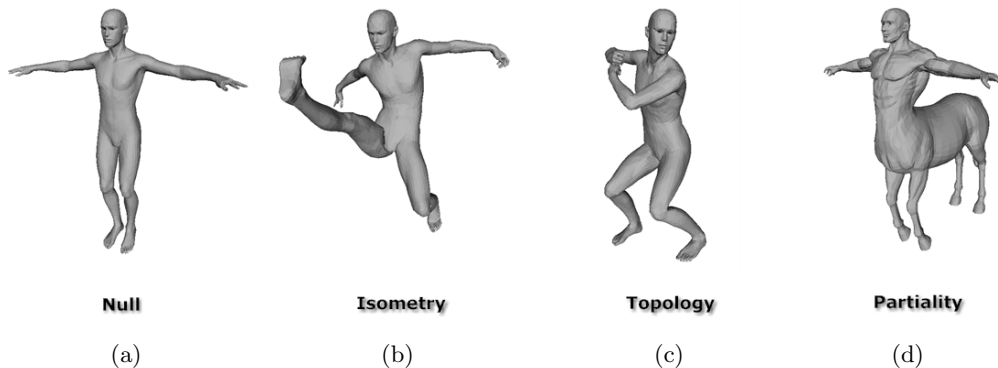 Null
Isometry
Topology
Partiality
(a)
(b)
(c)
(d)